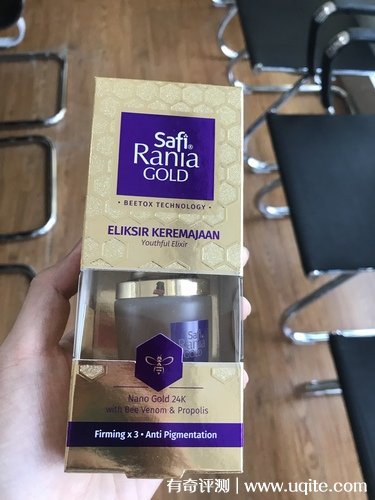 Safi®
Rania
GOLD
• BEETOX TECHNOLOGY •
ELIKSIR KEREMAJAAN
Youthful Elixir
Safi
Rania
GOLD
Nano Gold 24K
with Bee Venom & Propolis
Firming x 3 • Anti Pigmentation
有奇评测 | www.uqite.com